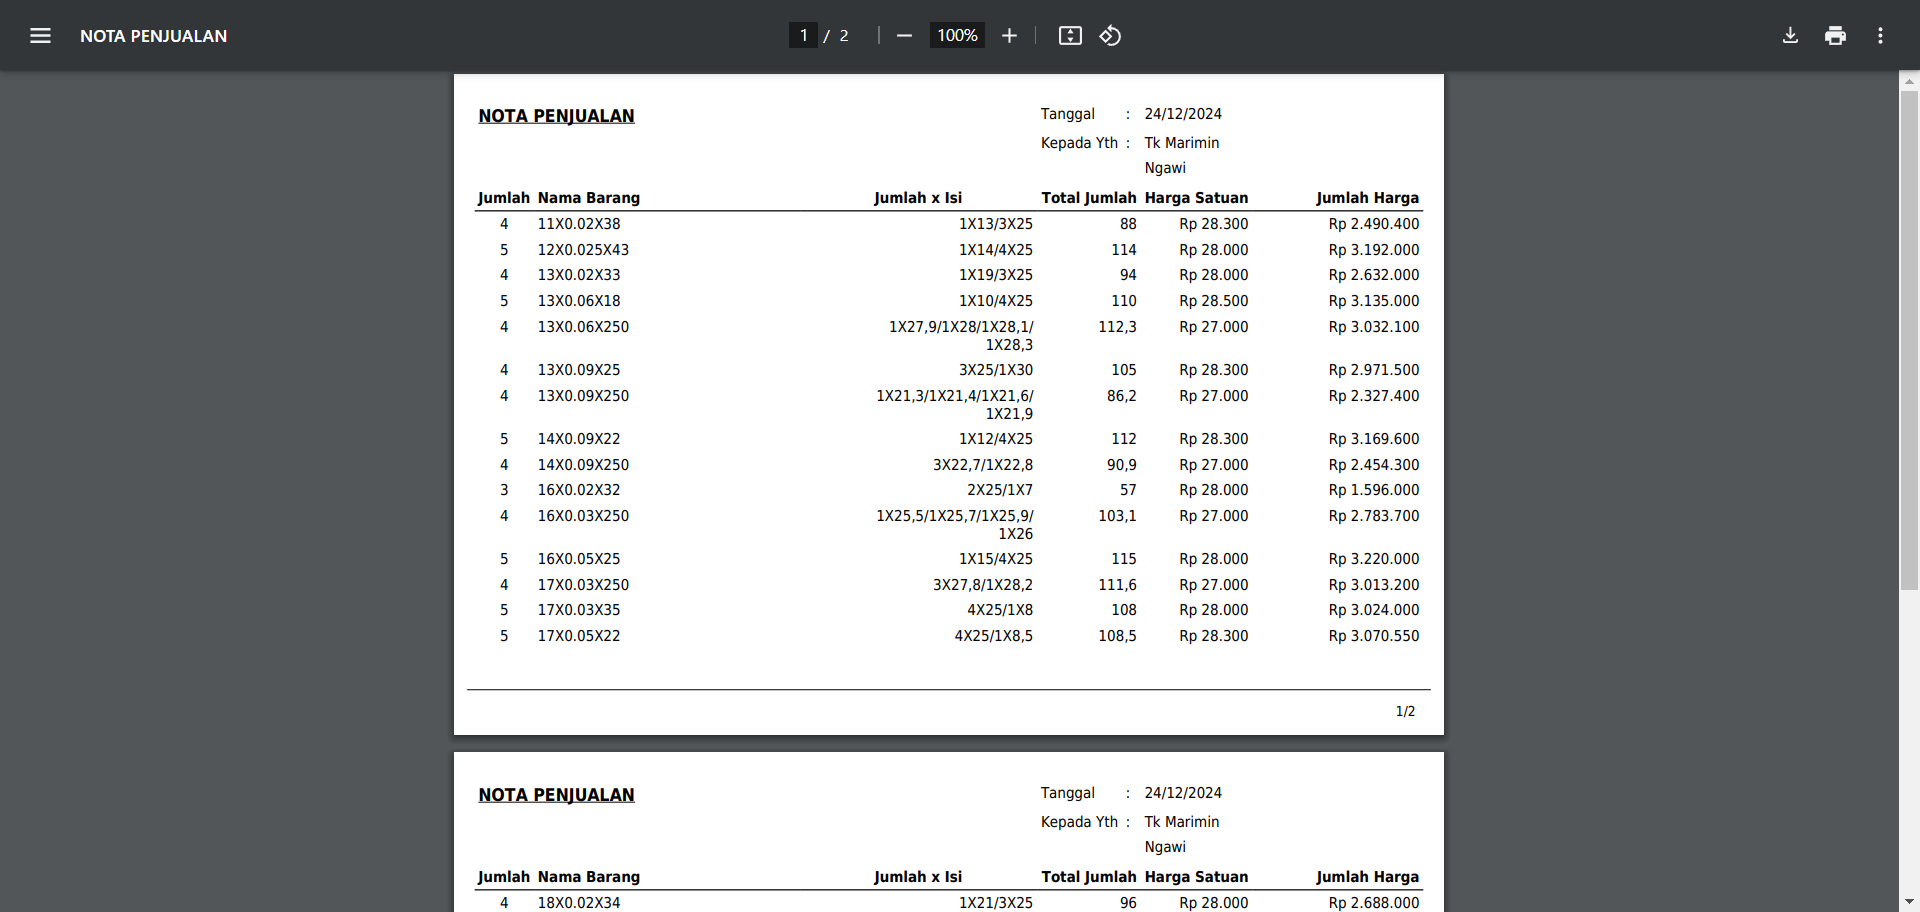 NOTA PENJUALAN
1 / 2
100%
NOTA PENJUALAN
Tanggal : 24/12/2024
Kepada Yth : Tk Marimin
Ngawi
Jumlah Nama Barang Jumlah x Isi Total Jumlah Harga Satuan Jumlah Harga
4 11X0.02X38 1X13/3X25 88 Rp 28.300 Rp 2.490.400
5 12X0.025X43 1X14/4X25 114 Rp 28.000 Rp 3.192.000
4 13X0.02X33 1X19/3X25 94 Rp 28.000 Rp 2.632.000
5 13X0.06X18 1X10/4X25 110 Rp 28.500 Rp 3.135.000
4 13X0.06X250 1X27,9/1X28/1X28,1/ 112,3 Rp 27.000 Rp 3.032.100
1X28,3
4 13X0.09X25 3X25/1X30 105 Rp 28.300 Rp 2.971.500
4 13X0.09X250 1X21,3/1X21,4/1X21,6/ 86,2 Rp 27.000 Rp 2.327.400
1X21,9
5 14X0.09X22 1X12/4X25 112 Rp 28.300 Rp 3.169.600
4 14X0.09X250 3X22,7/1X22,8 90,9 Rp 27.000 Rp 2.454.300
3 16X0.02X32 2X25/1X7 57 Rp 28.000 Rp 1.596.000
4 16X0.03X250 1X25,5/1X25,7/1X25,9/ 103,1 Rp 27.000 Rp 2.783.700
1X26
5 16X0.05X25 1X15/4X25 115 Rp 28.000 Rp 3.220.000
4 17X0.03X250 3X27,8/1X28,2 111,6 Rp 27.000 Rp 3.013.200
5 17X0.03X35 4X25/1X8 108 Rp 28.000 Rp 3.024.000
5 17X0.05X22 4X25/1X8,5 108,5 Rp 28.300 Rp 3.070.550
1/2
NOTA PENJUALAN
Tanggal : 24/12/2024
Kepada Yth : Tk Marimin
Ngawi
Jumlah Nama Barang Jumlah x Isi Total Jumlah Harga Satuan Jumlah Harga
4 18X0.02X34 1X21/3X25 96 Rp 28.000 Rp 2.688.000